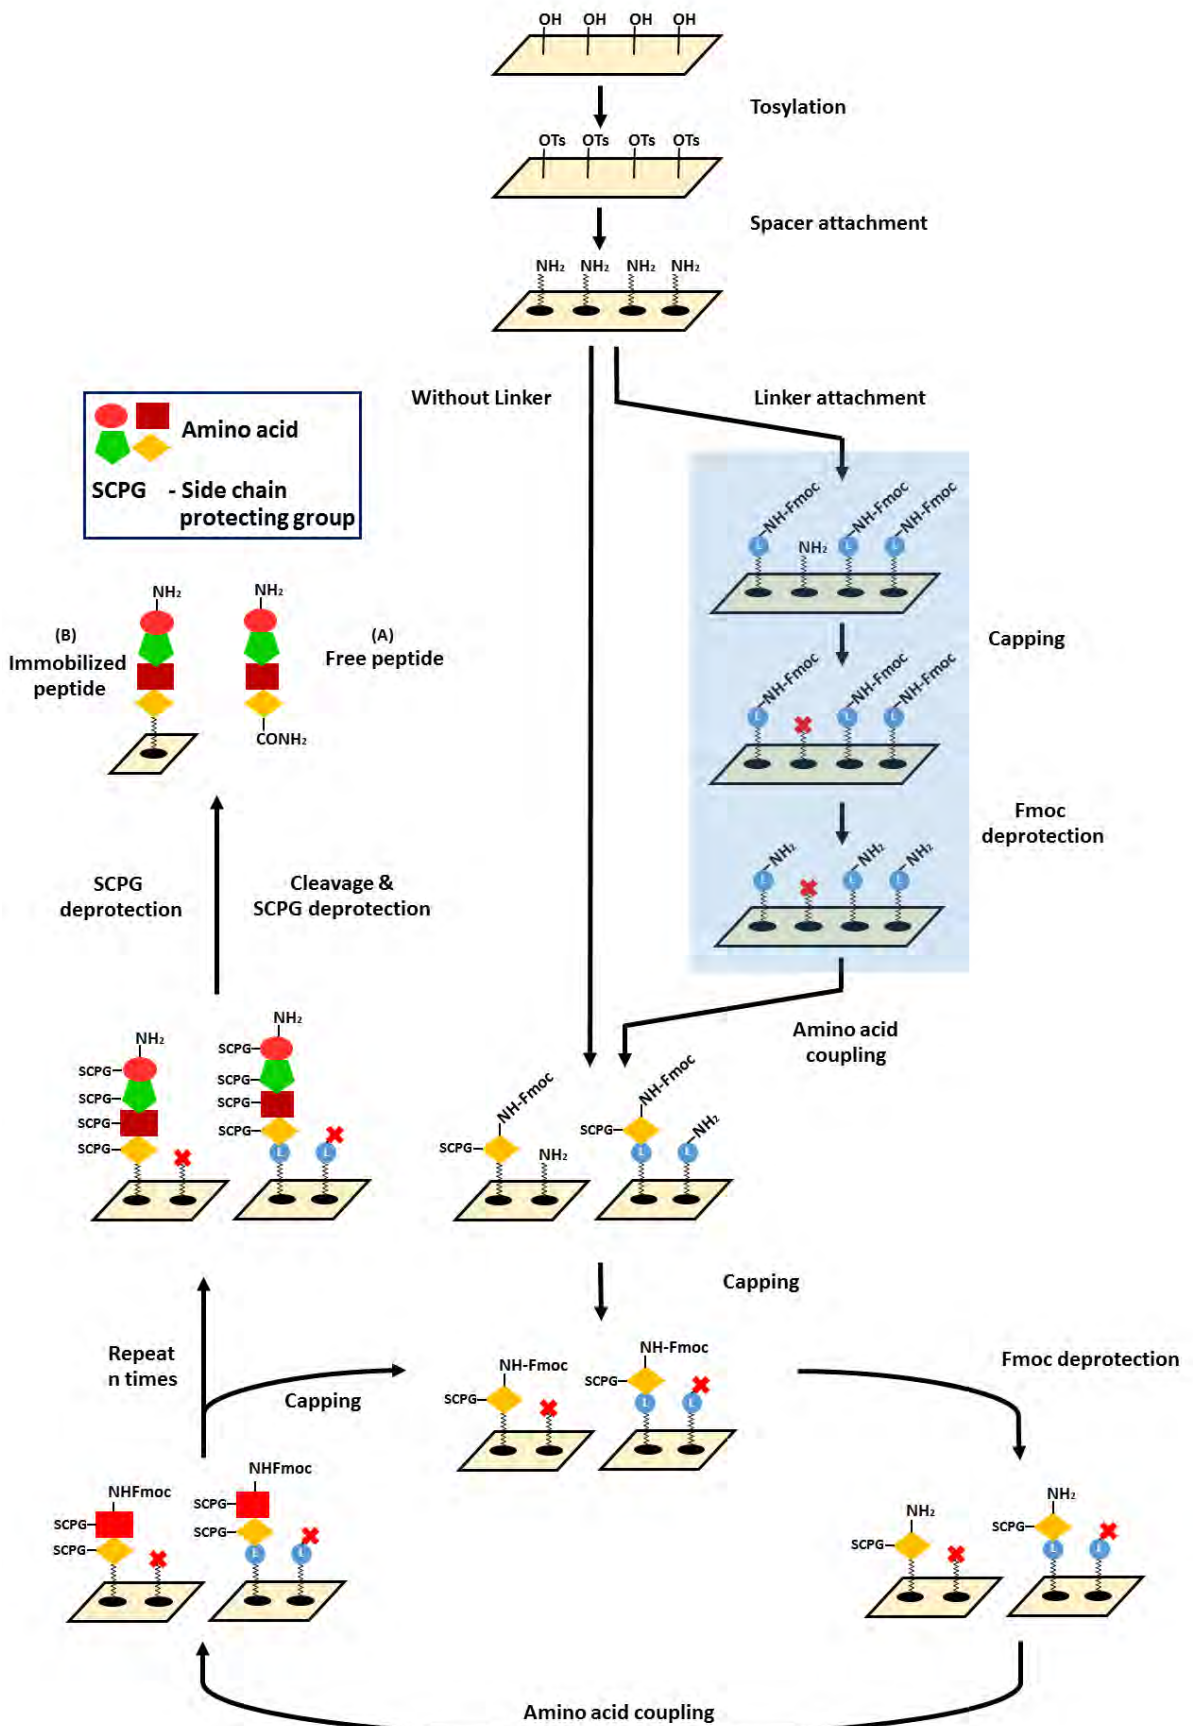 OH OH OH OH
Tosylation
OTs OTs OTs OTs
Spacer attachment
NH₂ NH₂ NH₂ NH₂
Without Linker
Linker attachment
Amino acid
SCPG - Side chain
protecting group
NH-Fmoc NH-Fmoc NH-Fmoc
NH₂
L L L
Capping
NH-Fmoc NH-Fmoc NH-Fmoc
L L L
Fmoc
deprotection
NH₂ NH₂ NH₂
L L L
NH₂ NH₂
(B)
Immobilized
peptide
(A)
Free peptide
CONH₂
SCPG
deprotection
Cleavage &
SCPG deprotection
Amino acid
coupling
NH₂
SCPG
SCPG
SCPG
SCPG
NH₂
SCPG
SCPG
SCPG
SCPG
L L
NH-Fmoc
SCPG
NH₂
NH-Fmoc
SCPG
NH₂
L L
Capping
Repeat
n times
Capping
NH-Fmoc
SCPG
NH-Fmoc
SCPG
L L
Fmoc deprotection
NHFmoc
SCPG
SCPG
NHFmoc
SCPG
SCPG
L L
NH₂
SCPG
NH₂
SCPG
L L
Amino acid coupling